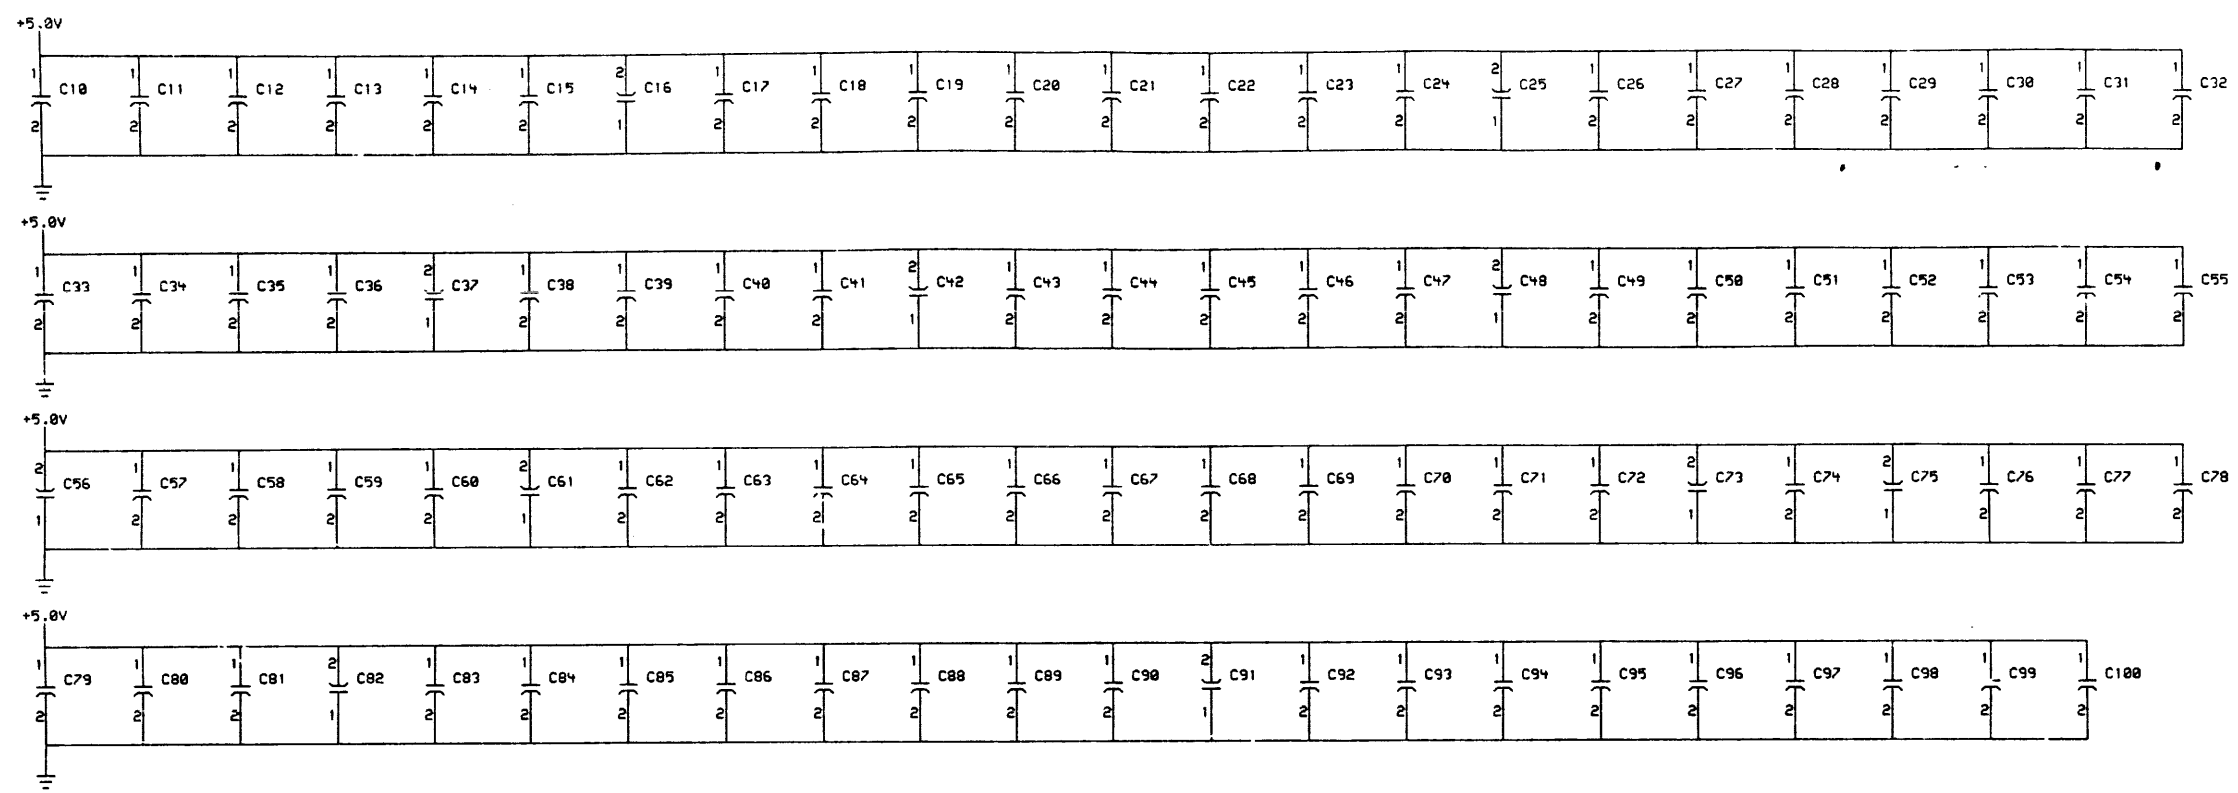 +5.0V
1 1 1 1 1 1 2 1 1 1 1 1 1 1 1 2 1 1 1 1 1 1 1
C10 C11 C12 C13 C14 C15 C16 C17 C18 C19 C20 C21 C22 C23 C24 C25 C26 C27 C28 C29 C30 C31 C32
2 2 2 2 2 2 1 2 2 2 2 2 2 2 2 1 2 2 2 2 2 2 2
+5.0V
1 1 1 1 2 1 1 1 1 2 1 1 1 1 1 2 1 1 1 1 1 1 1
C33 C34 C35 C36 C37 C38 C39 C40 C41 C42 C43 C44 C45 C46 C47 C48 C49 C50 C51 C52 C53 C54 C55
2 2 2 2 1 2 2 2 2 1 2 2 2 2 2 1 2 2 2 2 2 2 2
+5.0V
2 1 1 1 1 2 1 1 1 1 1 1 1 1 1 1 1 2 1 2 1 1 1
C56 C57 C58 C59 C60 C61 C62 C63 C64 C65 C66 C67 C68 C69 C70 C71 C72 C73 C74 C75 C76 C77 C78
1 2 2 2 2 1 2 2 2 2 2 2 2 2 2 2 2 1 2 1 2 2 2
+5.0V
1 1 1 2 1 1 1 1 1 1 1 1 2 1 1 1 1 1 1 1 1 1
C79 C80 C81 C82 C83 C84 C85 C86 C87 C88 C89 C90 C91 C92 C93 C94 C95 C96 C97 C98 C99 C100
2 2 2 1 2 2 2 2 2 2 2 2 1 2 2 2 2 2 2 2 2 2